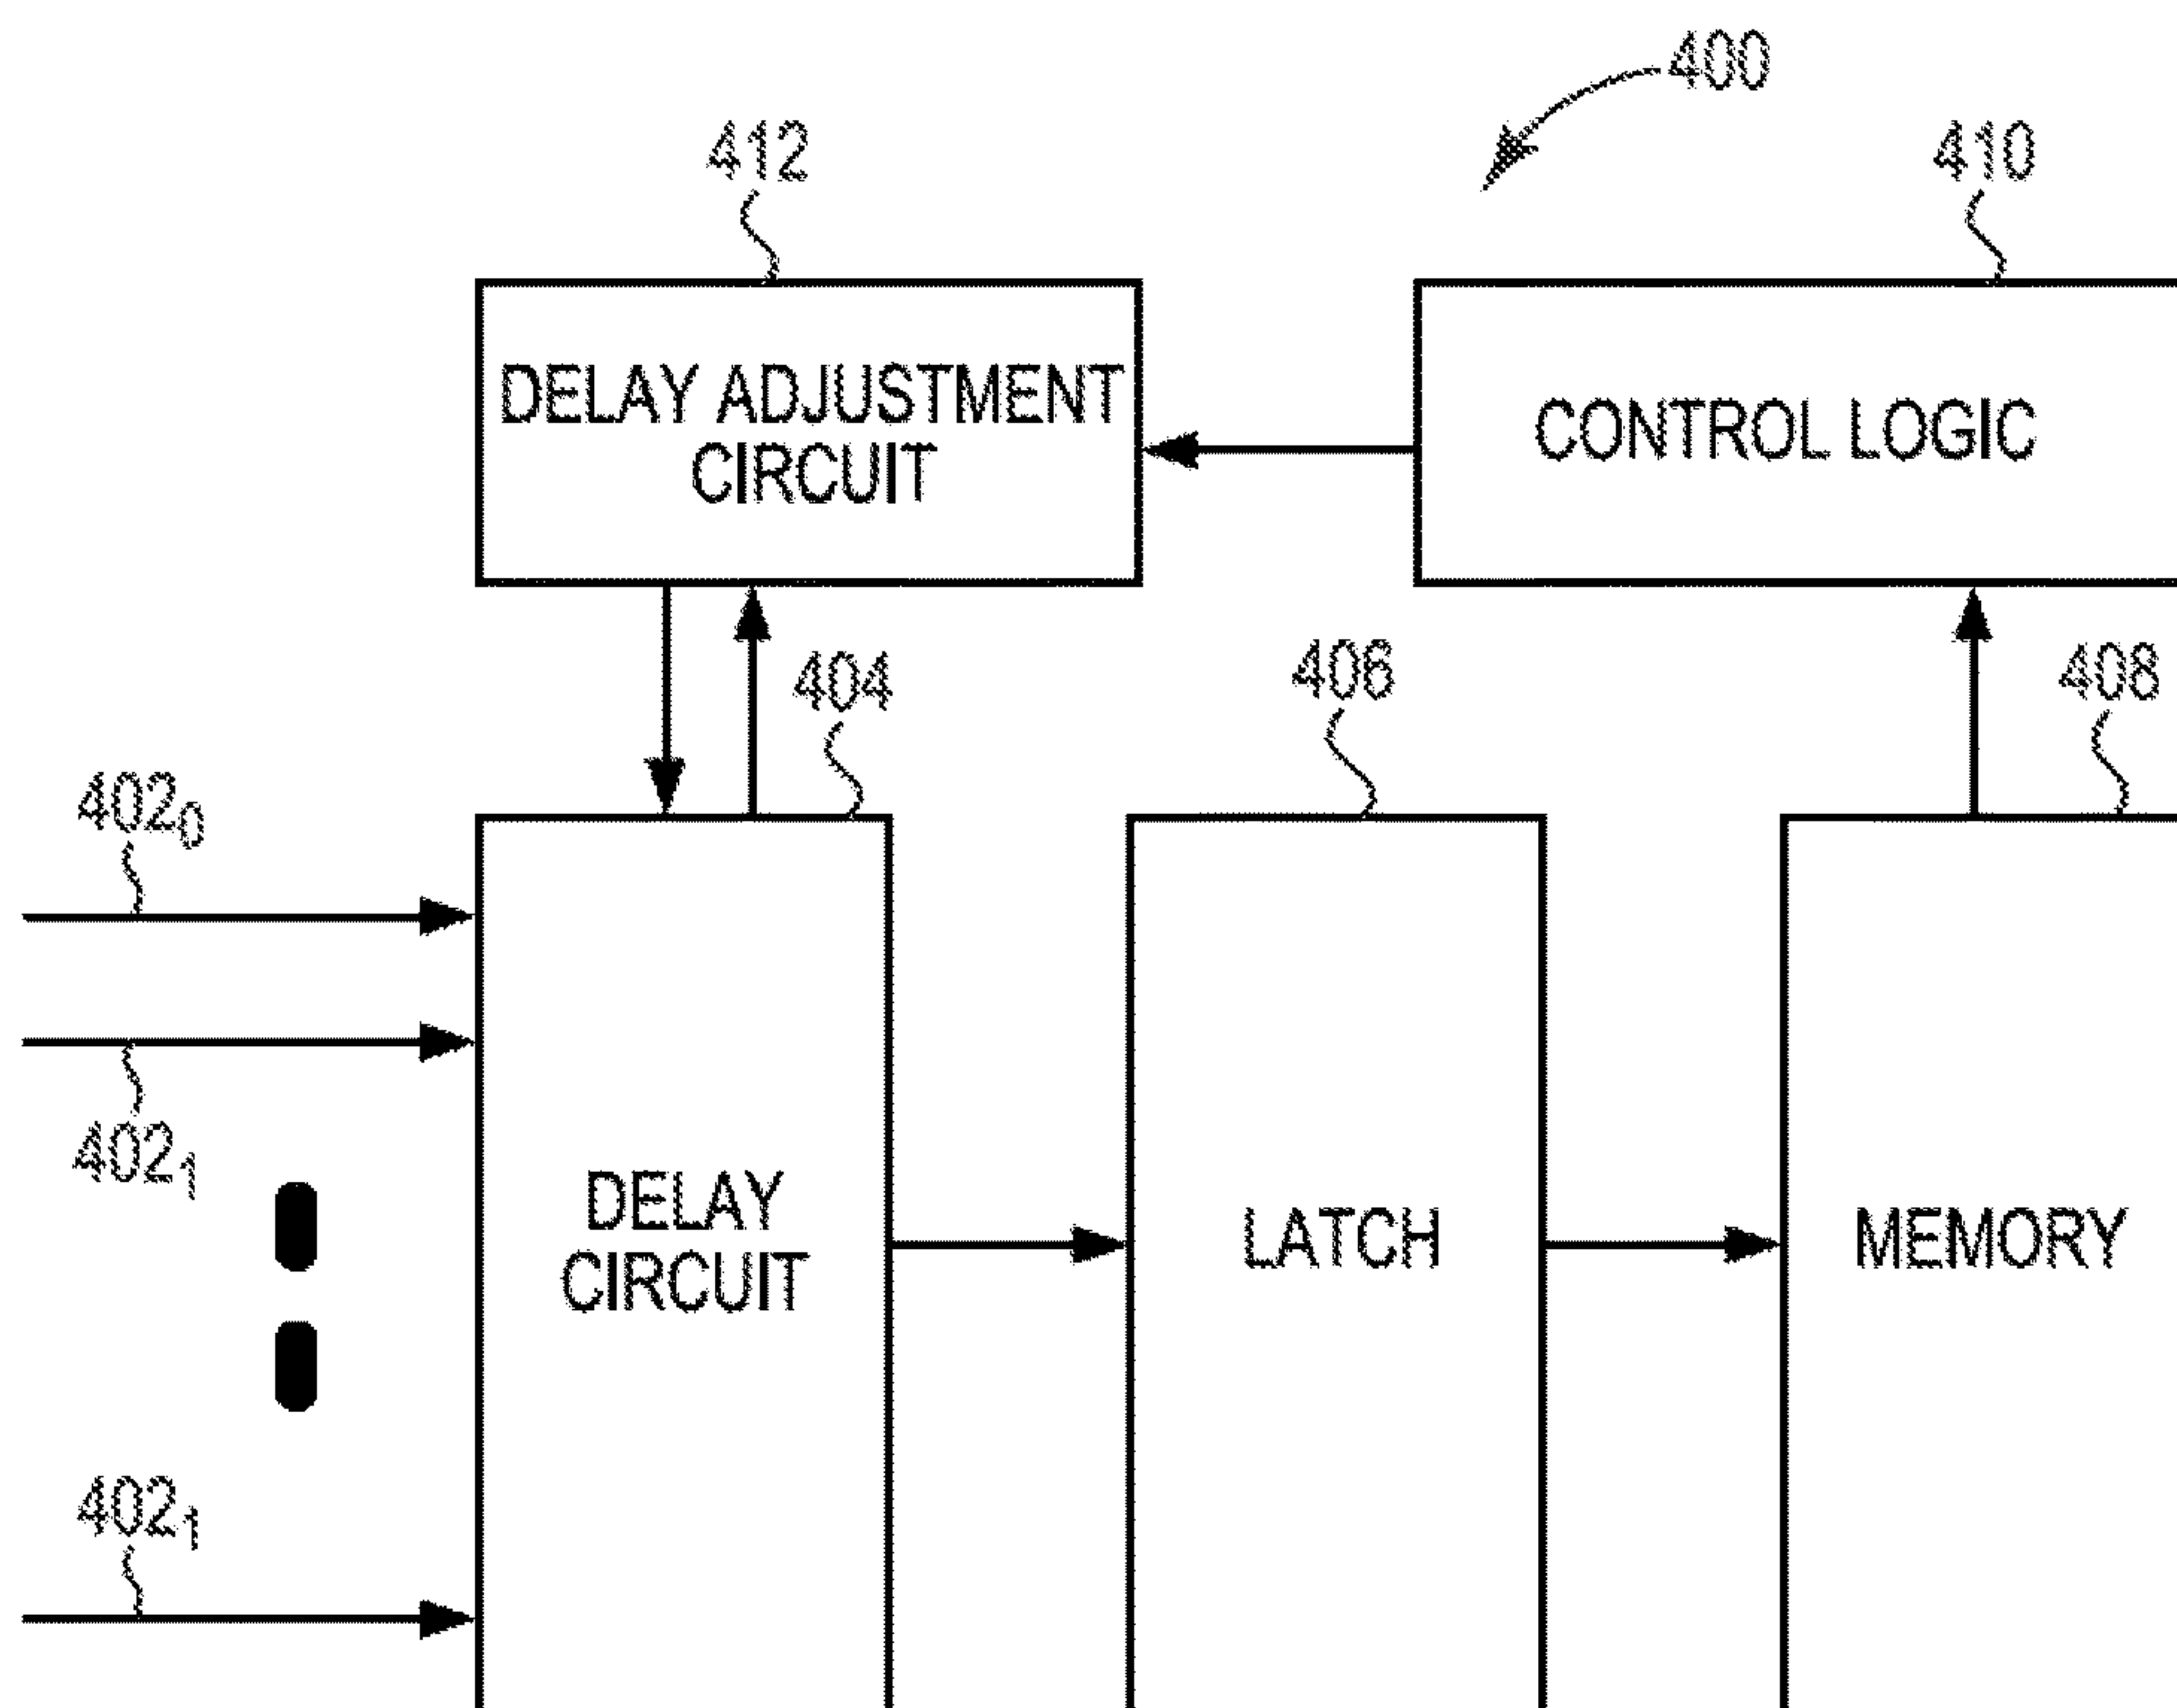 400
412
410
DELAY ADJUSTMENT
CIRCUIT
CONTROL LOGIC
404
406
408
402₀
402₁
DELAY
CIRCUIT
LATCH
MEMORY
402₁